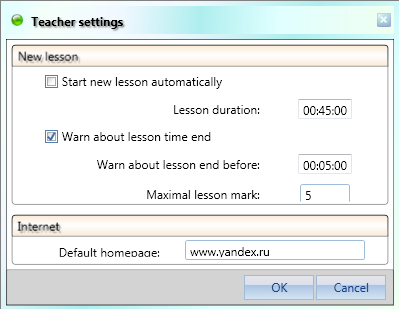 Teacher settings
New lesson
Start new lesson automatically
Lesson duration: 00:45:00
Warn about lesson time end
Warn about lesson end before: 00:05:00
Maximal lesson mark: 5
Internet
Default homepage: www.yandex.ru
OK Cancel